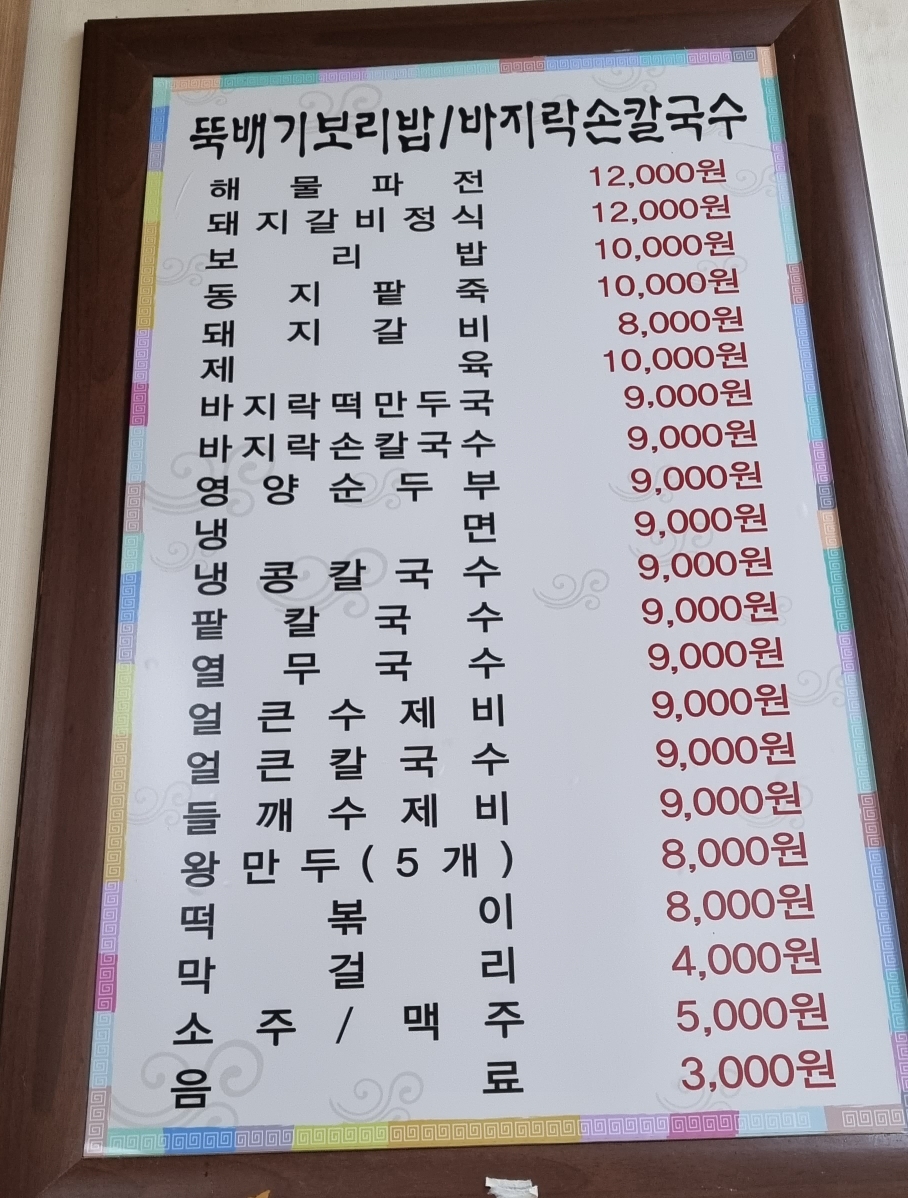 뚝배기보리밥/바지락손칼국수
해물파전 12,000원
돼지갈비정식 12,000원
보리밥 10,000원
동지팥죽 10,000원
돼지갈비 8,000원
제육 10,000원
바지락떡만두국 9,000원
바지락손칼국수 9,000원
영양순두부 9,000원
냉면 9,000원
냉콩칼국수 9,000원
팥칼국수 9,000원
열무국수 9,000원
얼큰수제비 9,000원
얼큰칼국수 9,000원
들깨수제비 9,000원
왕만두(5개) 8,000원
떡볶이 8,000원
막걸리 4,000원
소주/맥주 5,000원
음료 3,000원